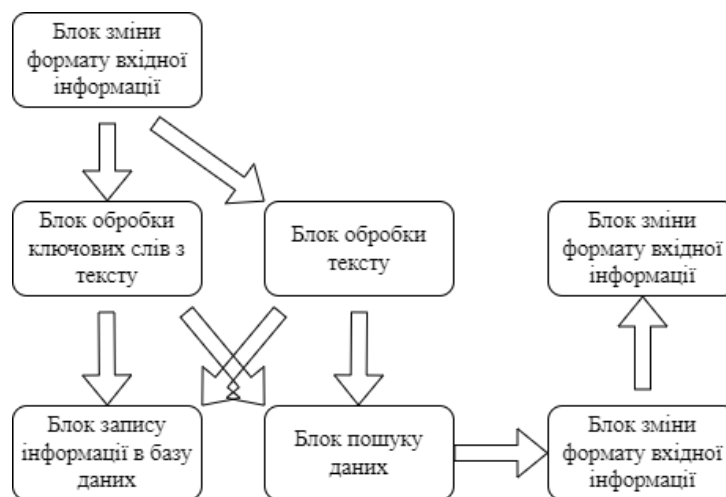 Блок зміни
формату вхідної
інформації
Блок обробки
ключових слів з
тексту
Блок обробки
тексту
Блок зміни
формату вхідної
інформації
Блок запису
інформації в базу
даних
Блок пошуку
даних
Блок зміни
формату вхідної
інформації